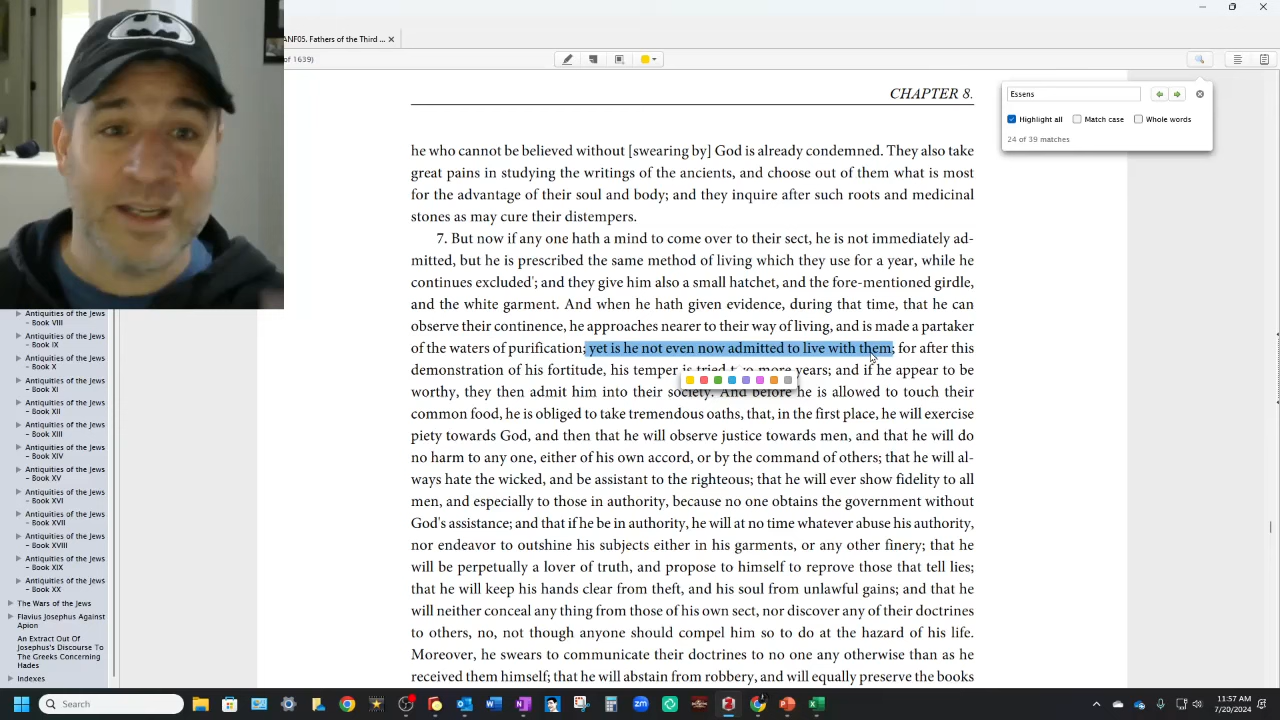 ANF05. Fathers of the Third ...
of 1639)
CHAPTER 8.
Essens
Highlight all
Match case
Whole words
24 of 39 matches
he who cannot be believed without [swearing by] God is already condemned. They also take
great pains in studying the writings of the ancients, and choose out of them what is most
for the advantage of their soul and body; and they inquire after such roots and medicinal
stones as may cure their distempers.
7. But now if any one hath a mind to come over to their sect, he is not immediately ad-
mitted, but he is prescribed the same method of living which they use for a year, while he
continues excluded'; and they give him also a small hatchet, and the fore-mentioned girdle,
and the white garment. And when he hath given evidence, during that time, that he can
observe their continence, he approaches nearer to their way of living, and is made a partaker
of the waters of purification; yet is he not even now admitted to live with them; for after this
demonstration of his fortitude, his temper is tried two more years; and if he appear to be
worthy, they then admit him into their society. And before he is allowed to touch their
common food, he is obliged to take tremendous oaths, that, in the first place, he will exercise
piety towards God, and then that he will observe justice towards men, and that he will do
no harm to any one, either of his own accord, or by the command of others; that he will al-
ways hate the wicked, and be assistant to the righteous; that he will ever show fidelity to all
men, and especially to those in authority, because no one obtains the government without
God's assistance; and that if he be in authority, he will at no time whatever abuse his authority,
nor endeavor to outshine his subjects either in his garments, or any other finery; that he
will be perpetually a lover of truth, and propose to himself to reprove those that tell lies;
that he will keep his hands clear from theft, and his soul from unlawful gains; and that he
will neither conceal any thing from those of his own sect, nor discover any of their doctrines
to others, no, not though anyone should compel him so to do at the hazard of his life.
Moreover, he swears to communicate their doctrines to no one any otherwise than as he
received them himself; that he will abstain from robbery, and will equally preserve the books
Antiquities of the Jews
– Book VIII
Antiquities of the Jews
– Book IX
Antiquities of the Jews
– Book X
Antiquities of the Jews
– Book XI
Antiquities of the Jews
– Book XII
Antiquities of the Jews
– Book XIII
Antiquities of the Jews
– Book XIV
Antiquities of the Jews
– Book XV
Antiquities of the Jews
– Book XVI
Antiquities of the Jews
– Book XVII
Antiquities of the Jews
– Book XVIII
Antiquities of the Jews
– Book XIX
Antiquities of the Jews
– Book XX
The Wars of the Jews
Flavius Josephus Against
Apion
An Extract Out Of
Josephus's Discourse To
The Greeks Concerning
Hades
Indexes
Search
11:57 AM
7/20/2024